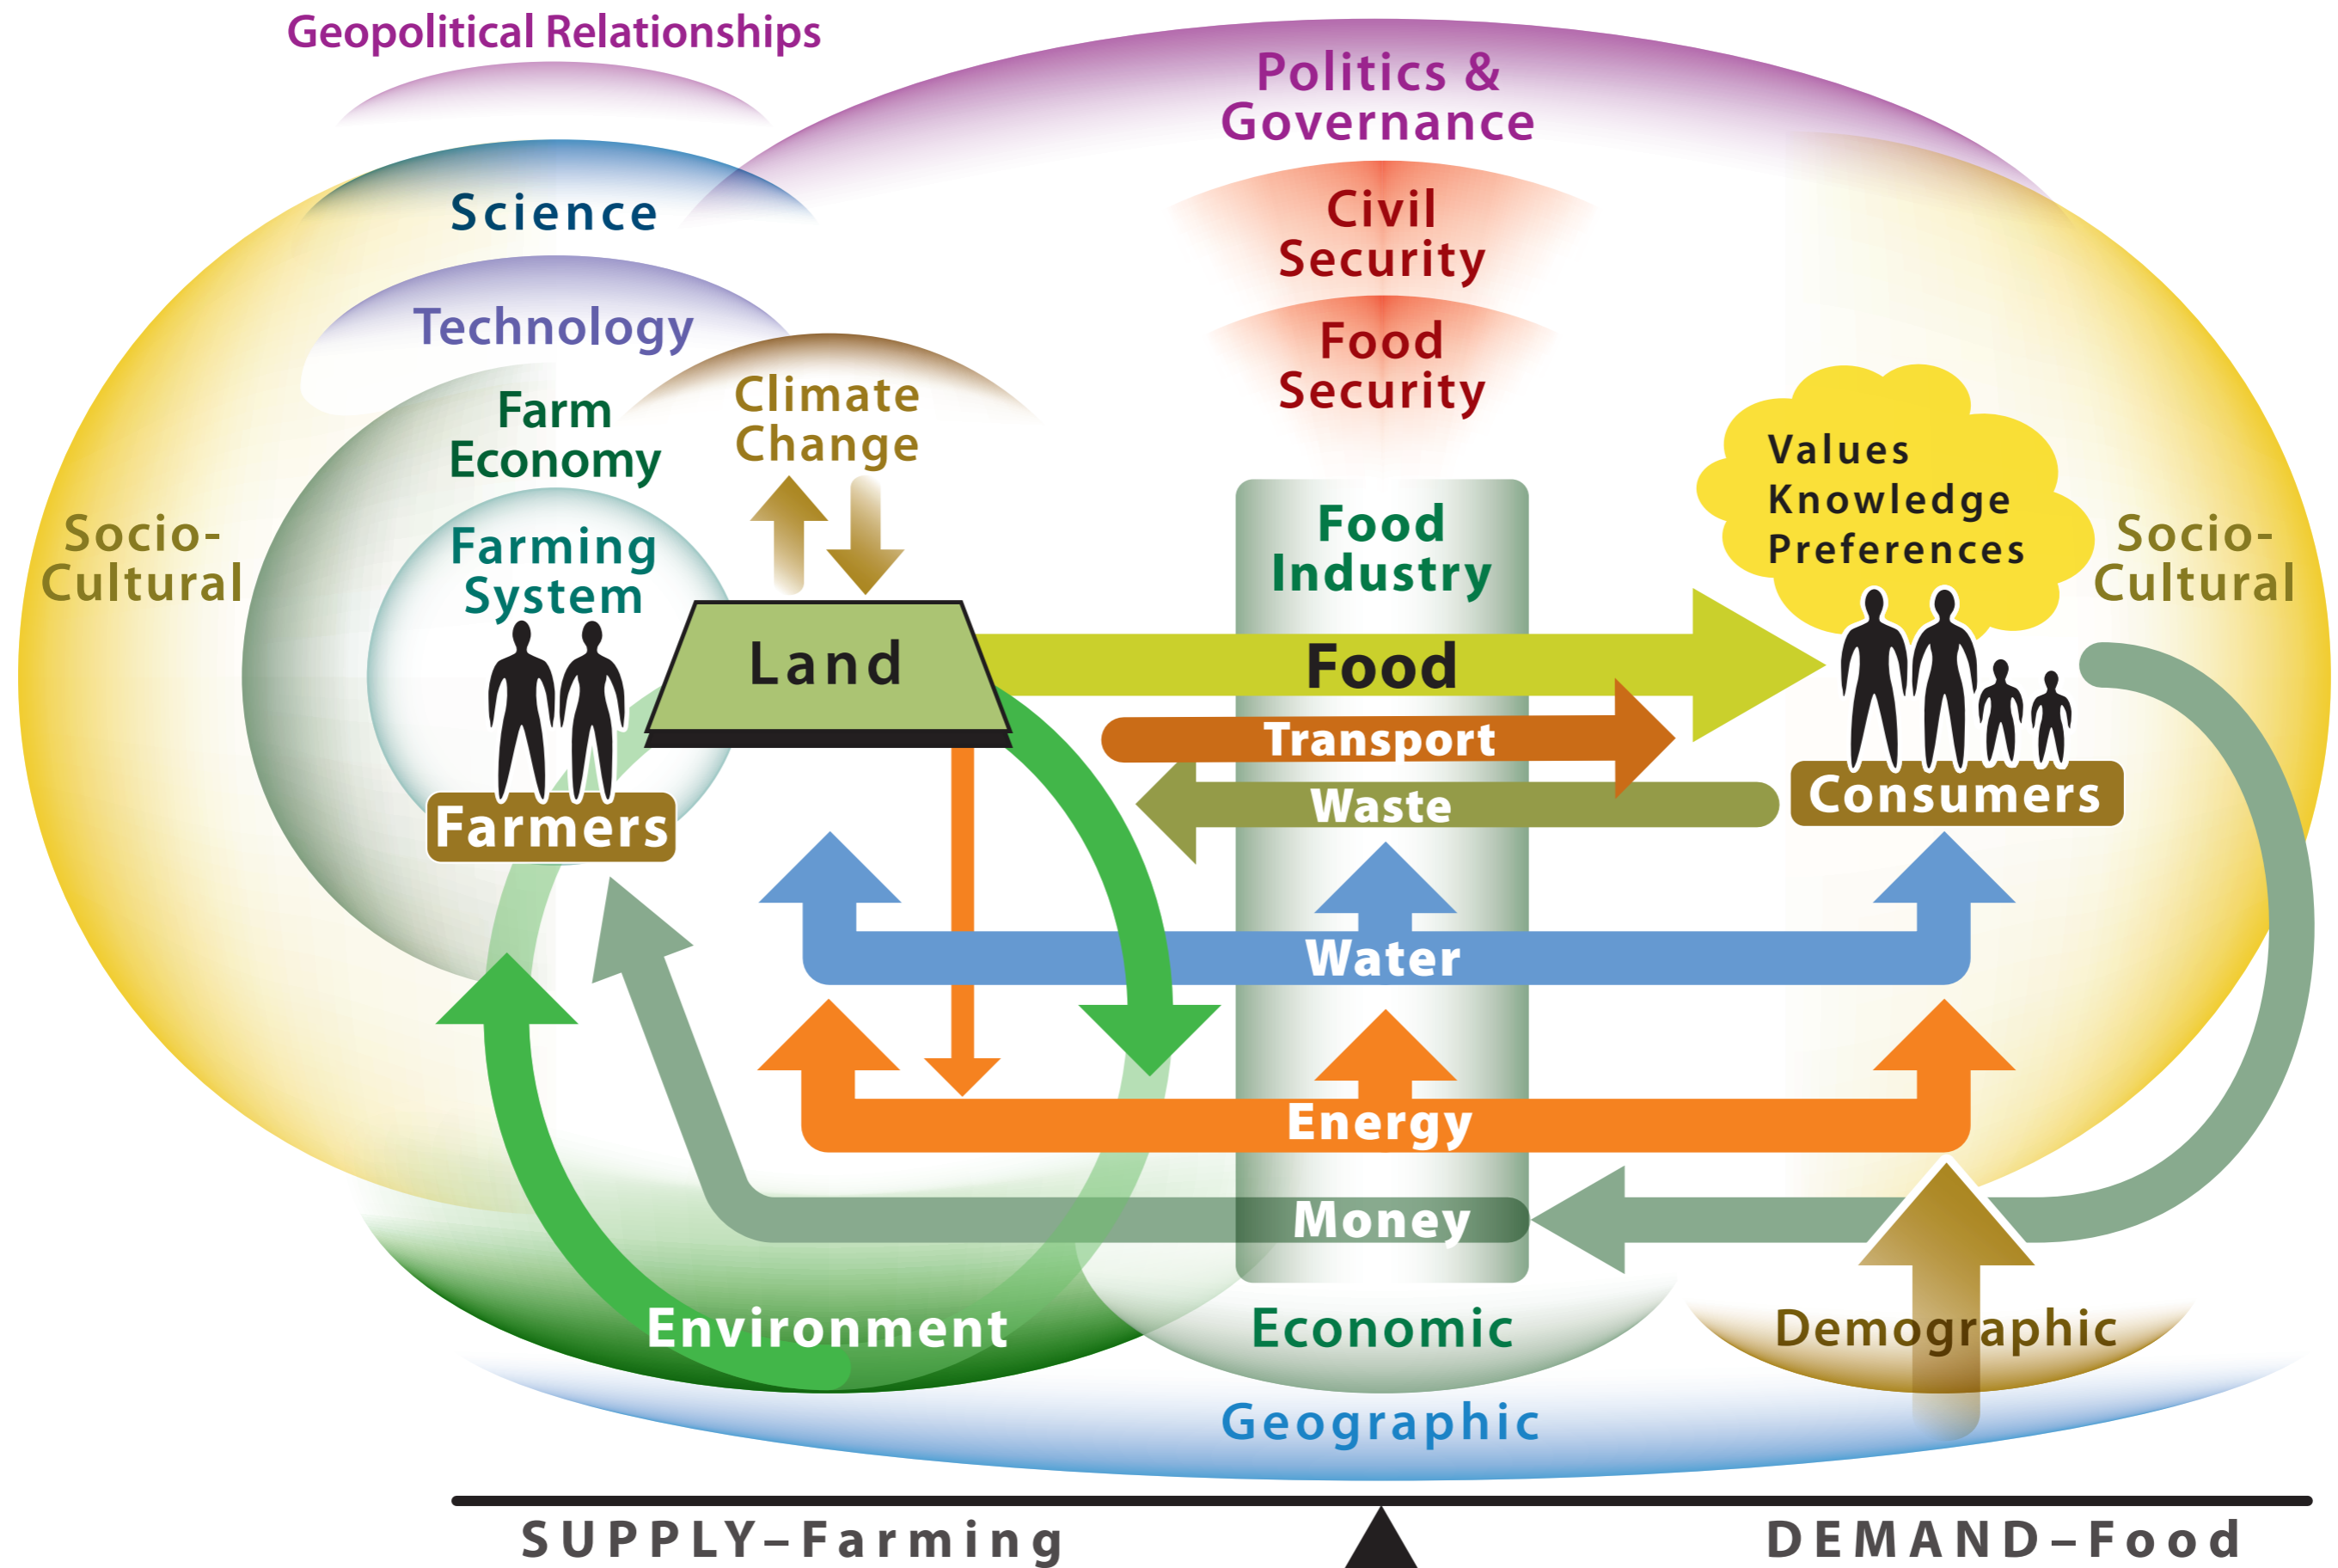 Geopolitical Relationships
Politics &
Governance
Science
Civil
Security
Technology
Food
Security
Farm
Economy
Climate
Change
Values
Knowledge
Preferences
Socio-
Cultural
Farming
System
Food
Industry
Socio-
Cultural
Land
Food
Transport
Waste
Farmers
Consumers
Water
Energy
Money
Environment
Economic
Demographic
Geographic
SUPPLY–Farming
DEMAND–Food